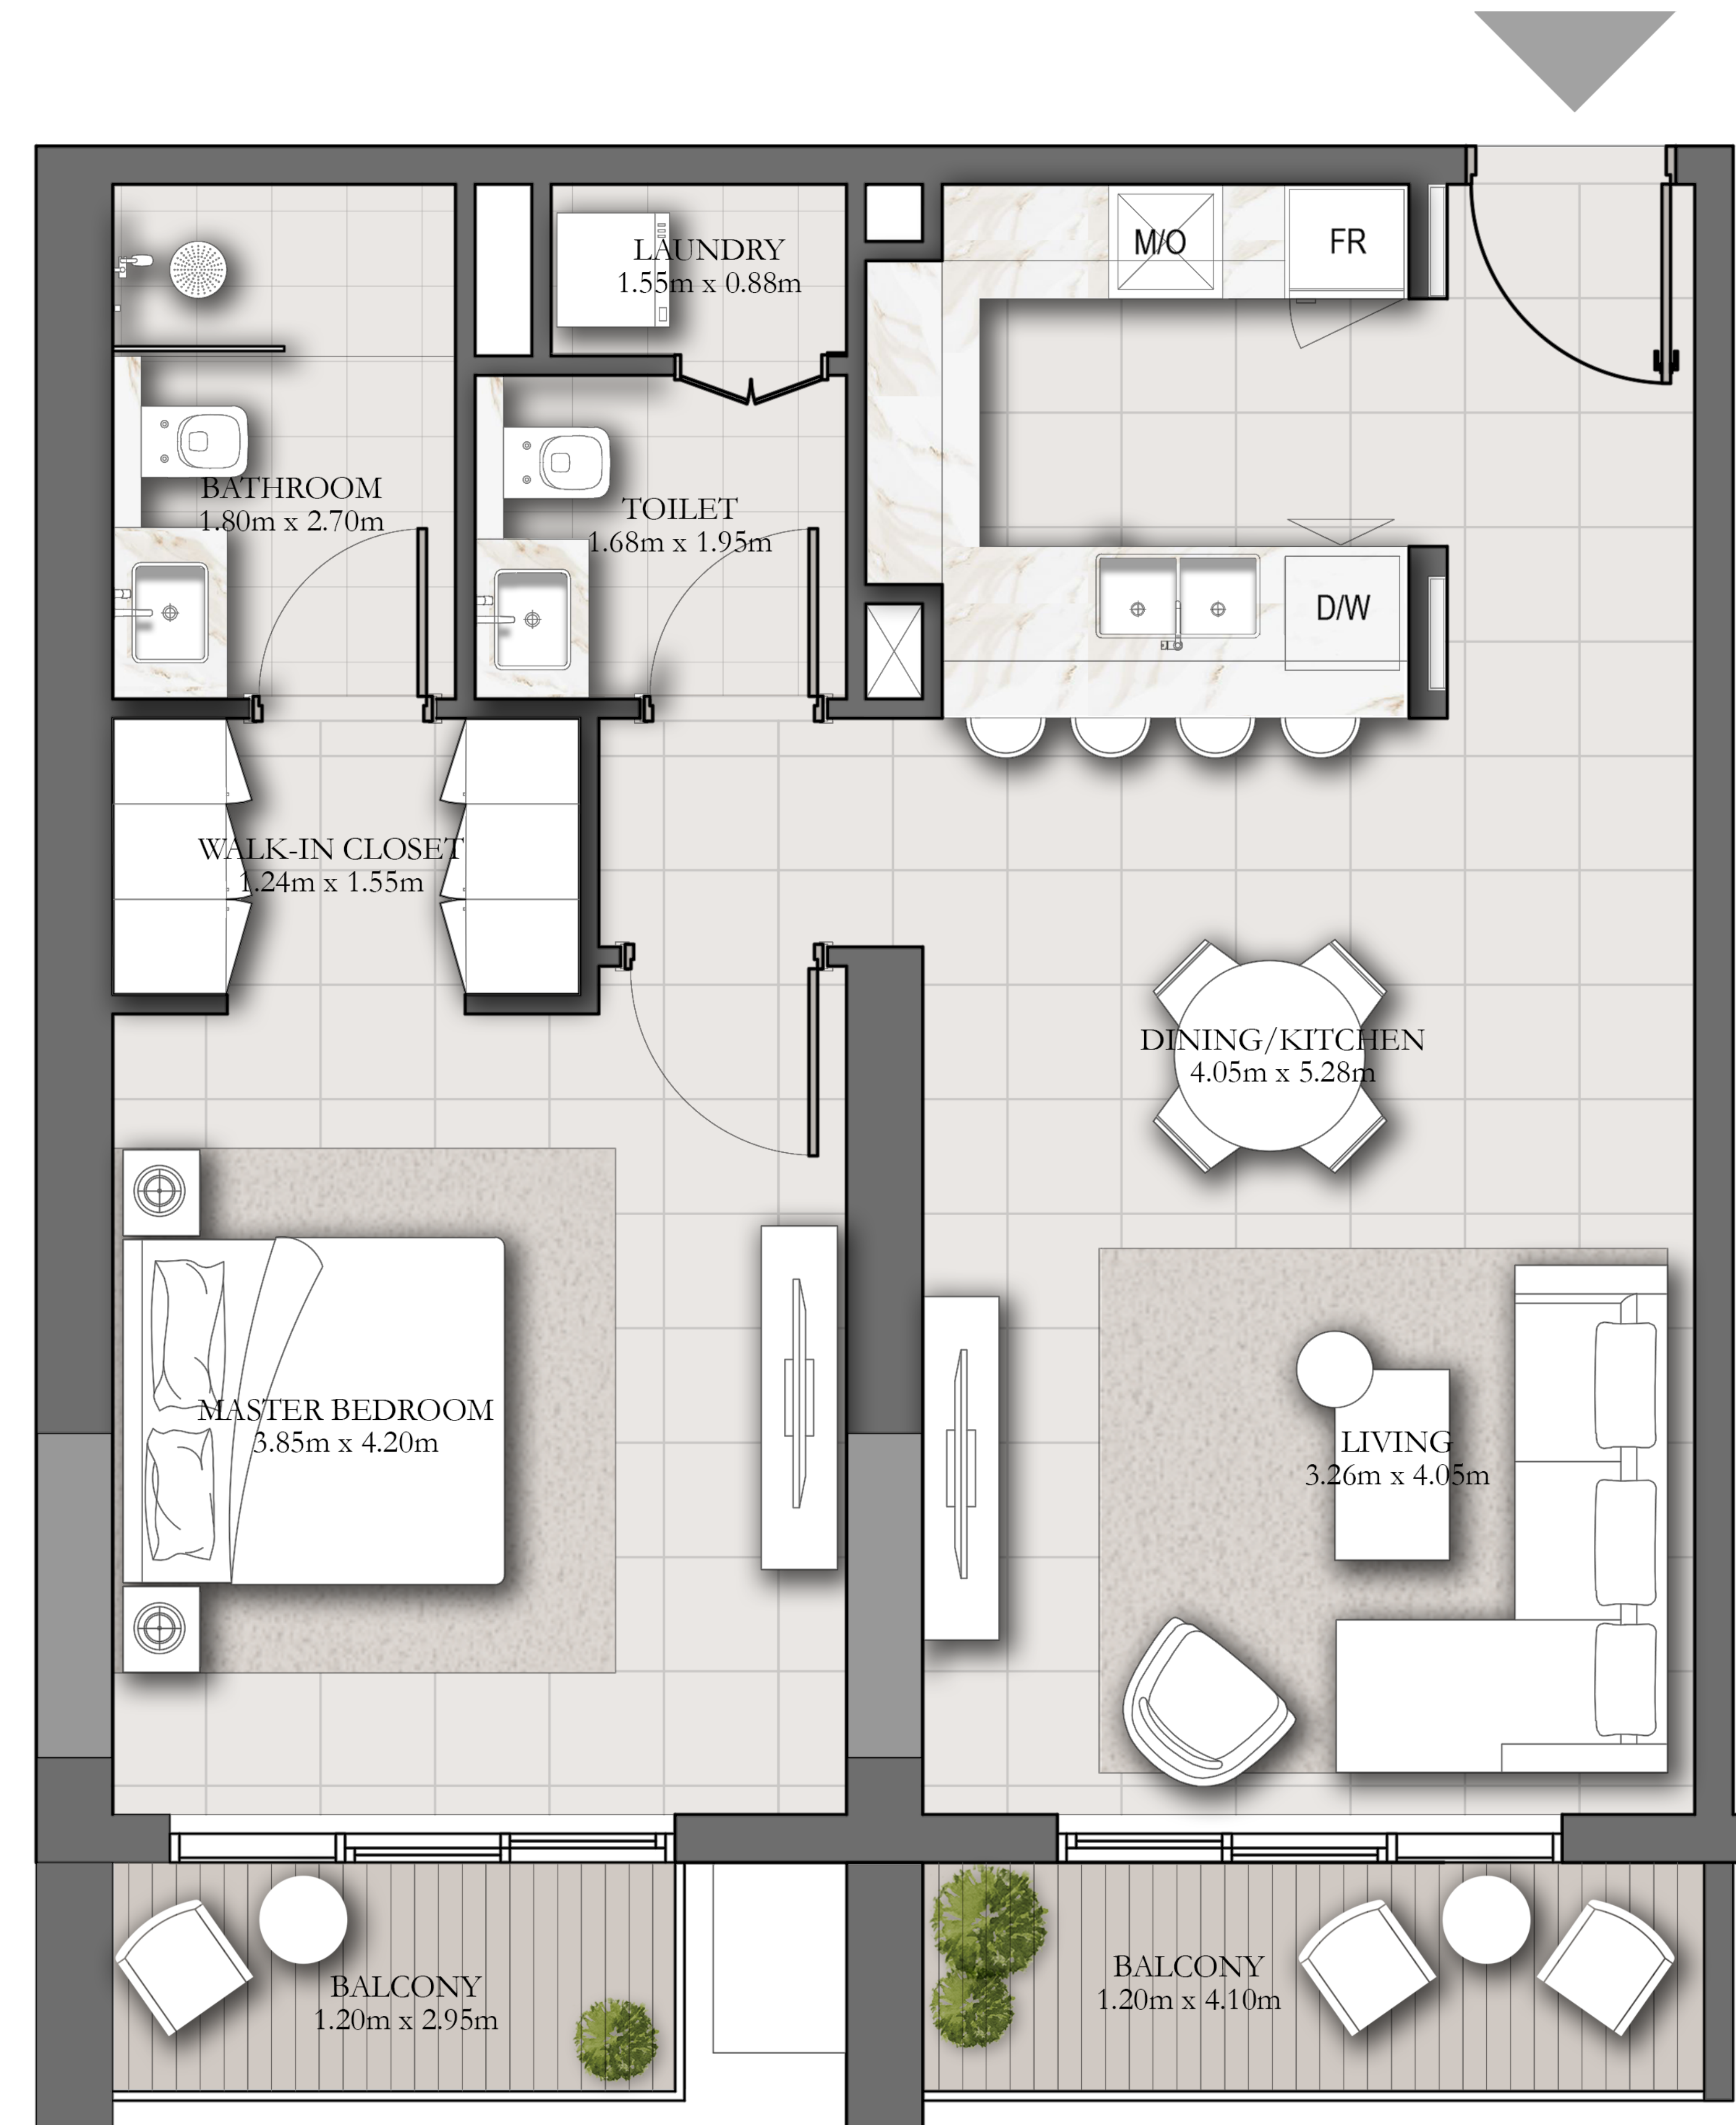 LAUNDRY
1.55m x 0.88m
M/O
FR
BATHROOM
1.80m x 2.70m
TOILET
1.68m x 1.95m
D/W
WALK-IN CLOSET
1.24m x 1.55m
DINING/KITCHEN
4.05m x 5.28m
MASTER BEDROOM
3.85m x 4.20m
LIVING
3.26m x 4.05m
BALCONY
1.20m x 2.95m
BALCONY
1.20m x 4.10m